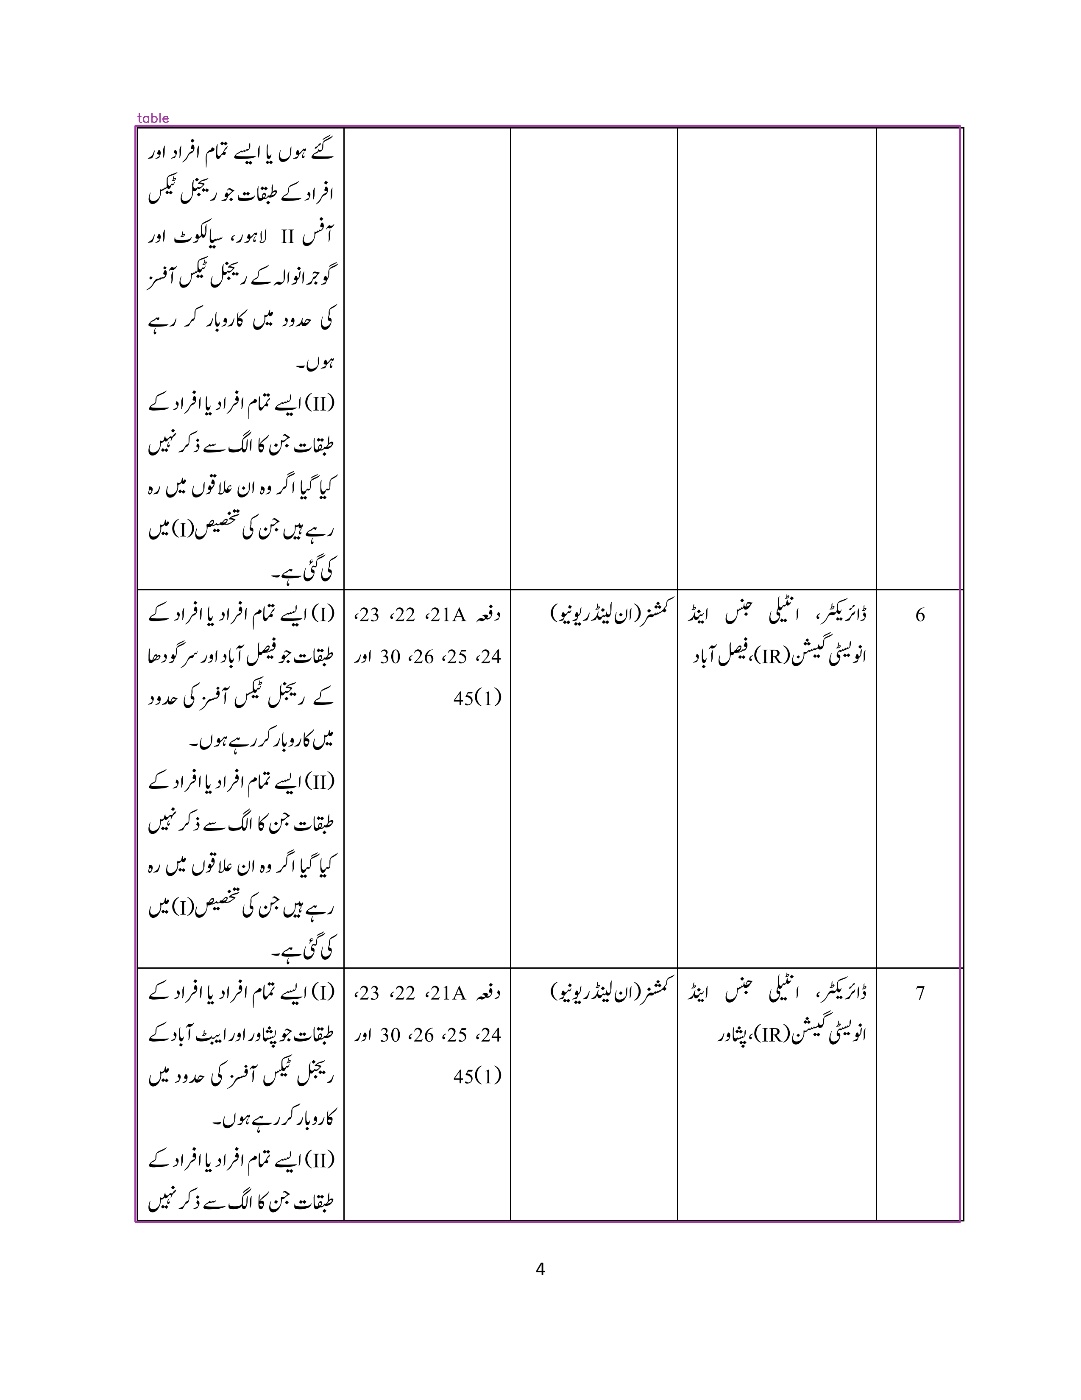 table
گئے ہوں یا ایسے تمام افراد اور
افراد کے طبقات جو ریجنل ٹیکس
آفس II لاہور، سیالکوٹ اور
گوجرانوالہ کے ریجنل ٹیکس آفسز
کی حدود میں کاروبار کر رہے
ہوں۔
(II) ایسے تمام افراد یا افراد کے
طبقات جن کا الگ سے ذکر نہیں
کیا گیا اگر وہ ان علاقوں میں رہ
رہے ہیں جن کی تخصیص (I) میں
کی گئی ہے۔
6
ڈائریکٹر، انٹیلی جنس اینڈ
انویسٹی گیشن (IR)، فیصل آباد
کمشنر (ان لینڈ ریونیو)
دفعہ 21A، 22، 23،
24، 25، 26، 30 اور
45(1)
(I) ایسے تمام افراد یا افراد کے
طبقات جو فیصل آباد اور سرگودھا
کے ریجنل ٹیکس آفسز کی حدود
میں کاروبار کر رہے ہوں۔
(II) ایسے تمام افراد یا افراد کے
طبقات جن کا الگ سے ذکر نہیں
کیا گیا اگر وہ ان علاقوں میں رہ
رہے ہیں جن کی تخصیص (I) میں
کی گئی ہے۔
7
ڈائریکٹر، انٹیلی جنس اینڈ
انویسٹی گیشن (IR)، پشاور
کمشنر (ان لینڈ ریونیو)
دفعہ 21A، 22، 23،
24، 25، 26، 30 اور
45(1)
(I) ایسے تمام افراد یا افراد کے
طبقات جو پشاور اور ایبٹ آباد کے
ریجنل ٹیکس آفسز کی حدود میں
کاروبار کر رہے ہوں۔
(II) ایسے تمام افراد یا افراد کے
طبقات جن کا الگ سے ذکر نہیں
4